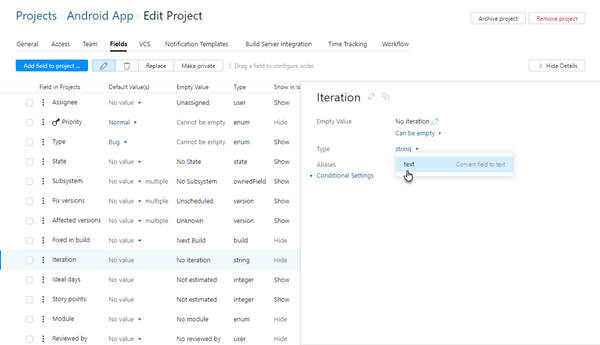 Projects › Android App › Edit Project
Archive project
Remove project
General Access Team Fields VCS Notification Templates Build Server Integration Time Tracking Workflow
Add field to project ... Replace Make private Drag a field to configure order > Hide Details
Field in Projects Default Value(s) Empty Value Type Show in Is
Assignee No value Unassigned user Show
Priority Normal Cannot be empty enum Hide
Type Bug Cannot be empty enum Show
State No value No State state Show
Subsystem No value multiple No Subsystem ownedField Show
Fix versions No value multiple Unscheduled version Show
Affected versions No value multiple Unknown version Show
Fixed in build No value Next Build build Hide
Iteration No value No iteration string Hide
Ideal days No value Not estimated integer Show
Story points No value Not estimated integer Show
Module No value No module enum Hide
Reviewed by No value No reviewer user Hide
Iteration
Empty Value No iteration
Can be empty
Type string
text Convert field to text
Aliases
Conditional Settings